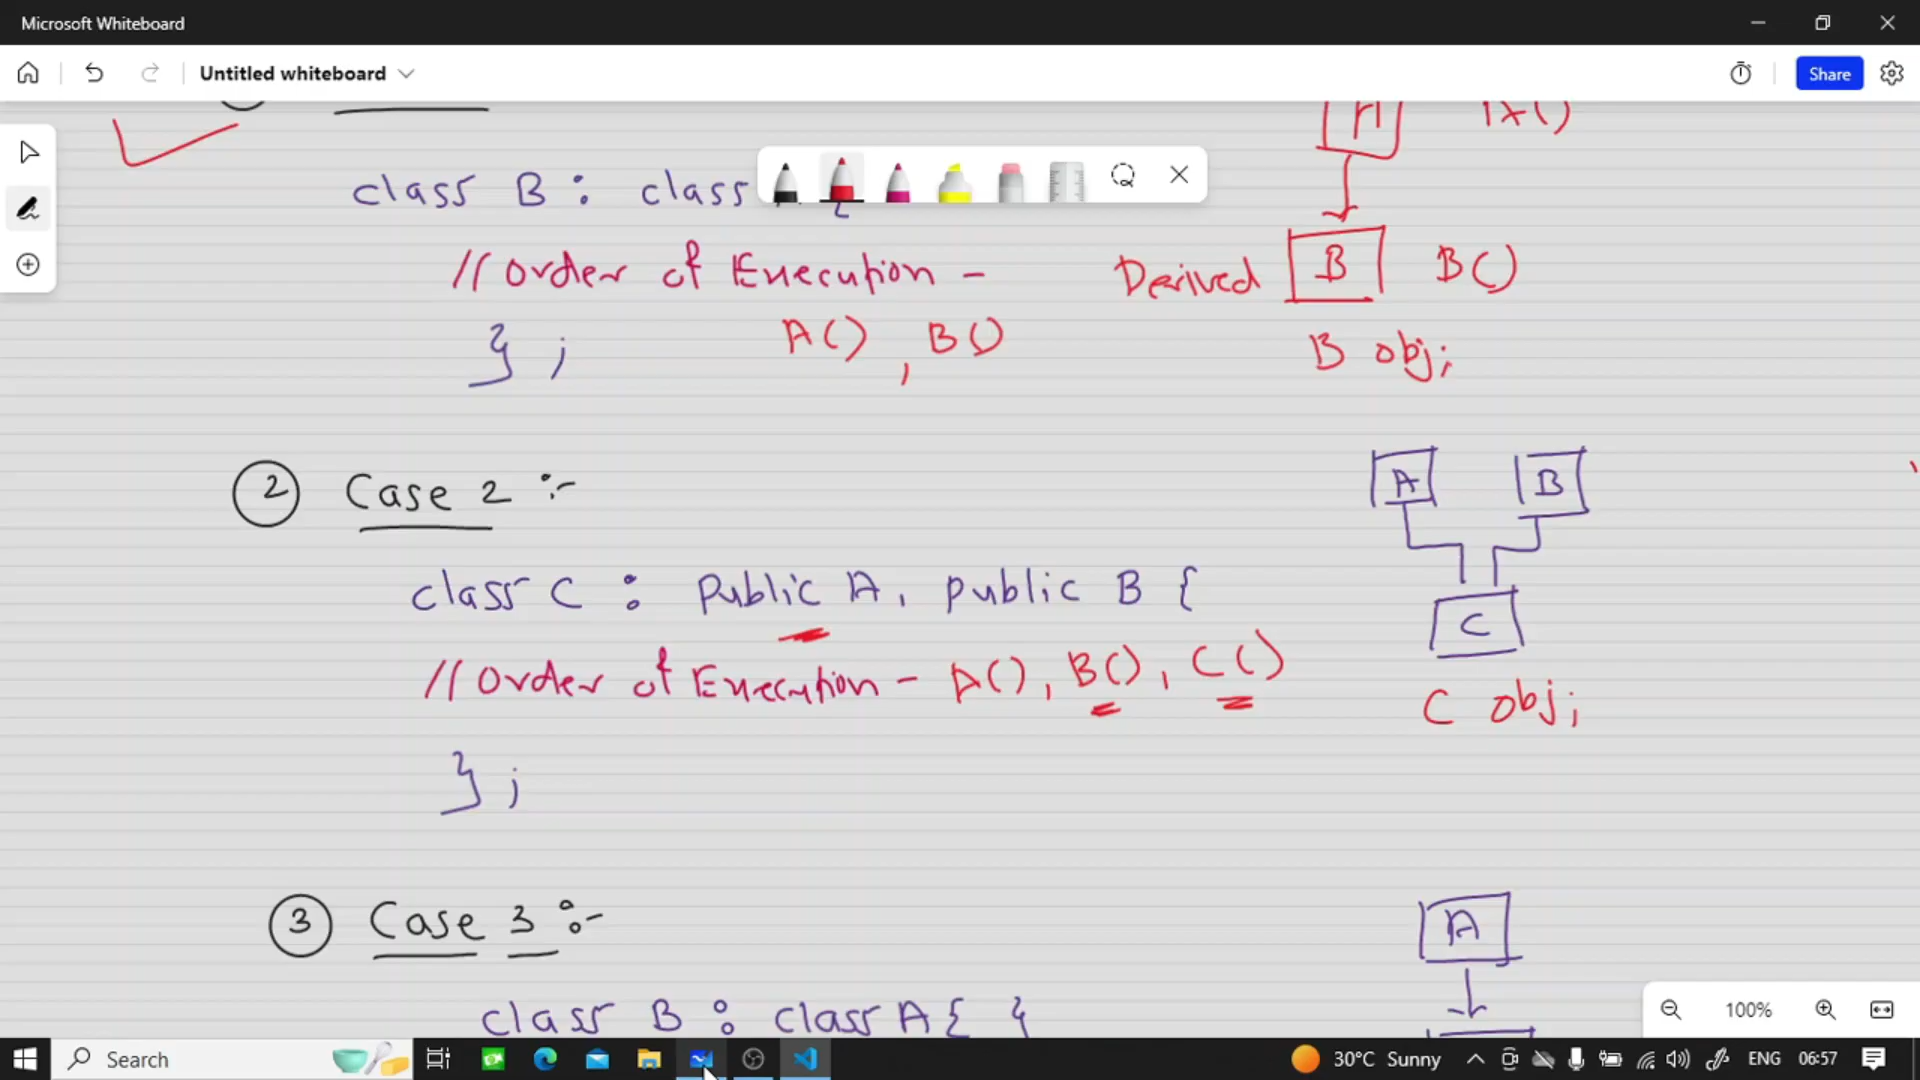 Microsoft Whiteboard
Untitled whiteboard
Share
class B : class
// Order of Execution -
A() , B()
} ;
Derived B B()
B obj;
2 Case 2 :-
A B
C
class C : Public A, public B {
// Order of Execution - A(), B(), C()
C obj;
} ;
3 Case 3 :-
A
class B : class A { }
100%
Search
30°C Sunny
ENG
06:57